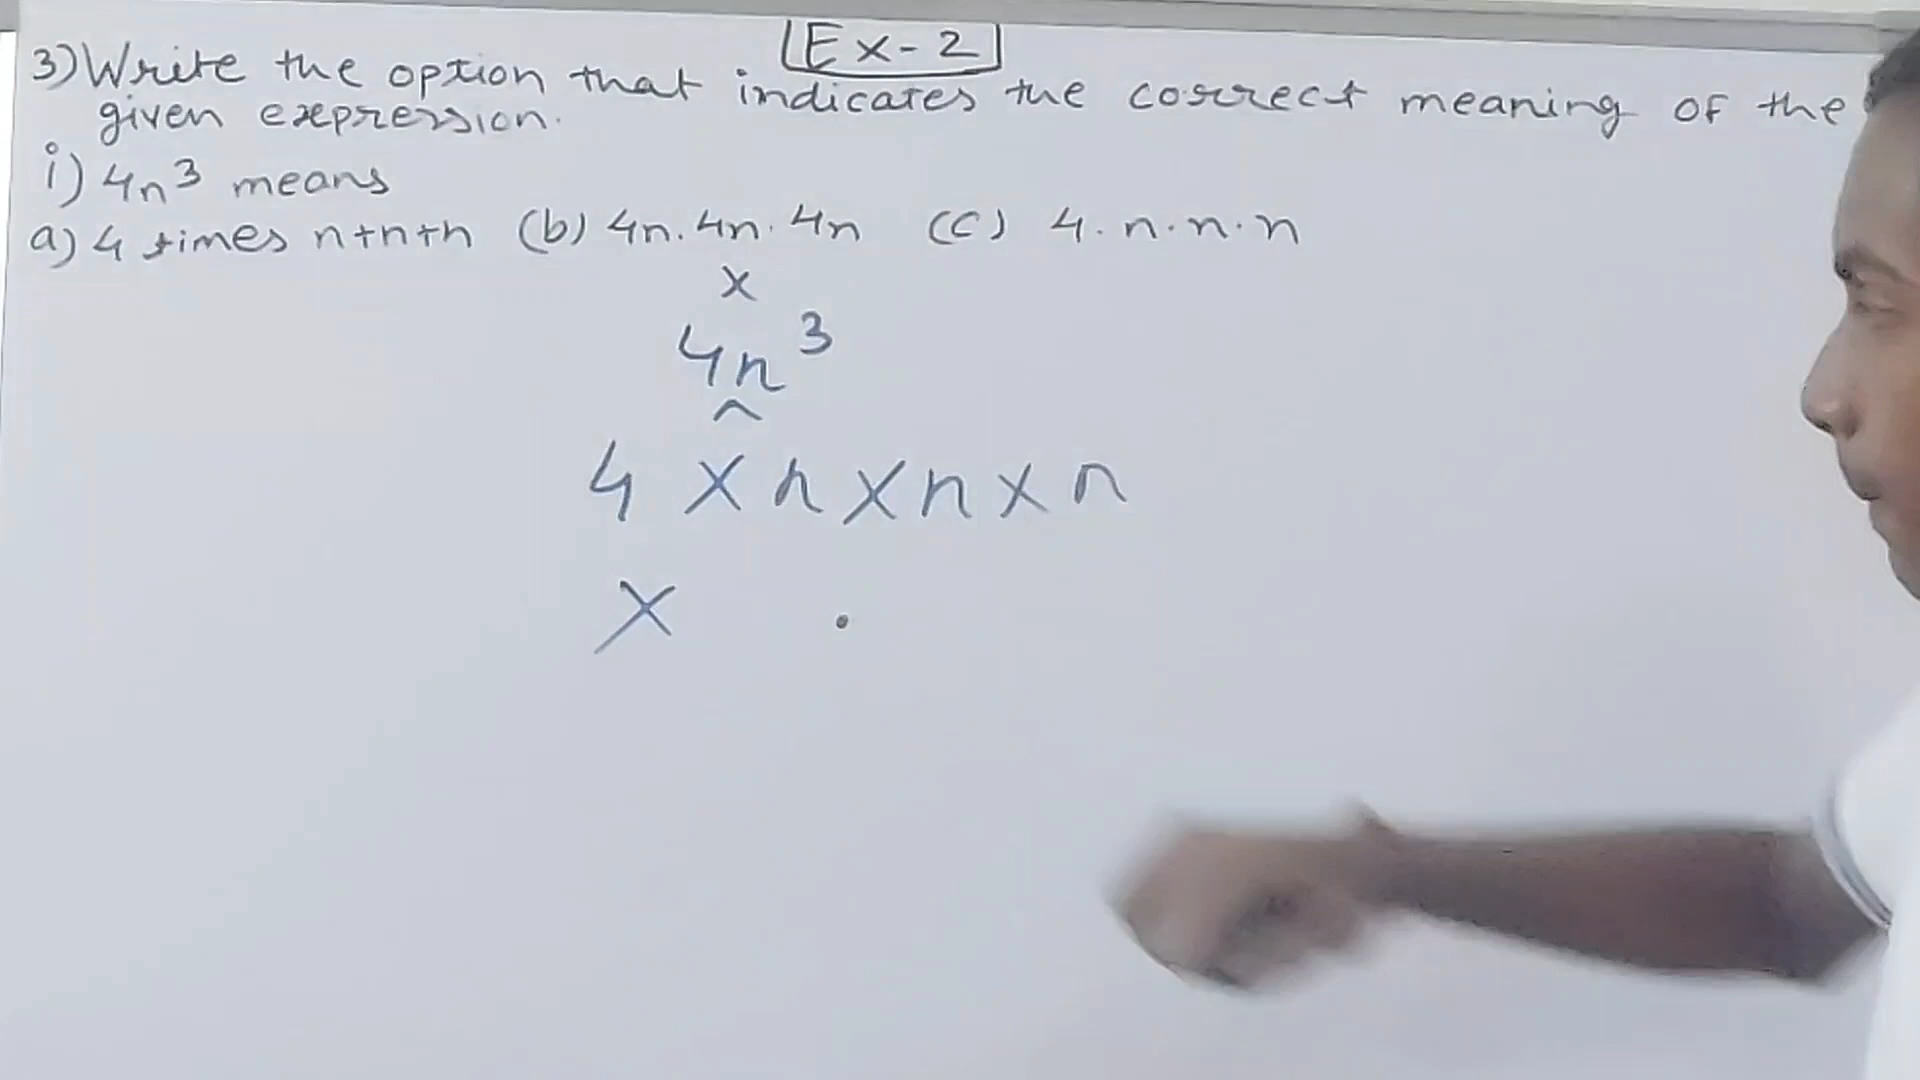 Ex-2
3) Write the option that indicates the correct meaning of the
given expression.
i) 4n³ means
a) 4 times n+n+n (b) 4n. 4n. 4n (c) 4. n. n. n
x
4n³
^
4 × n × n × n
× .